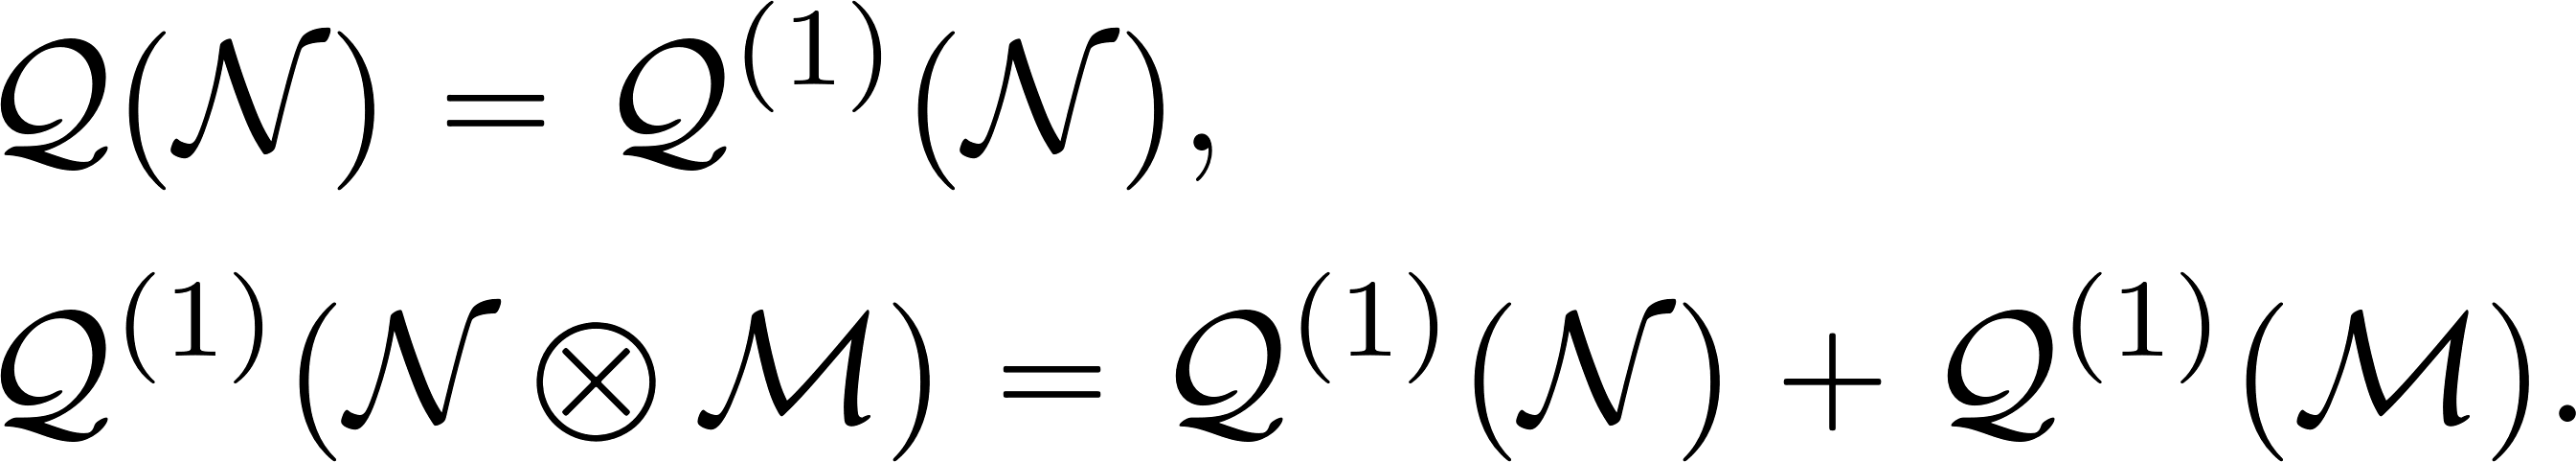 𝒬(𝒩) = 𝒬⁽¹⁾(𝒩),
𝒬⁽¹⁾(𝒩 ⊗ ℳ) = 𝒬⁽¹⁾(𝒩) + 𝒬⁽¹⁾(ℳ).